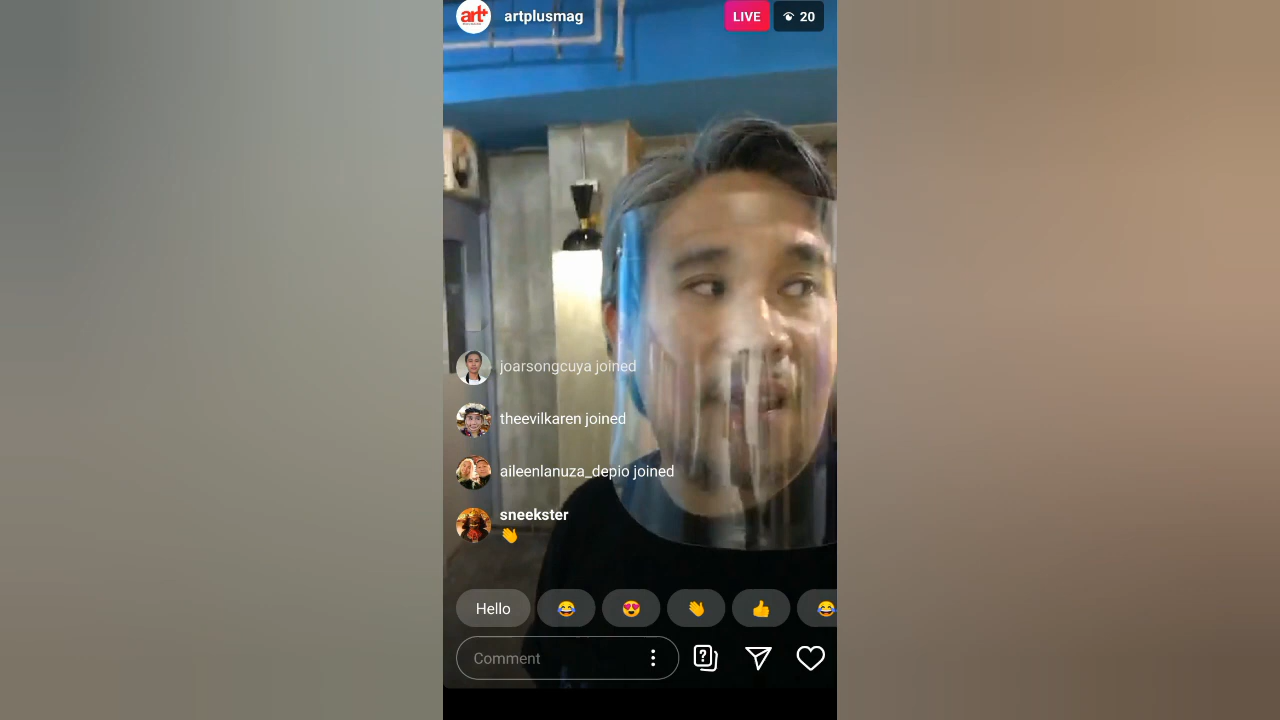 art+
artplusmag
LIVE
20
joarsongcuya joined
theevilkaren joined
aileenlanuza_depio joined
sneekster
👋
Hello
😂
😍
👋
👍
😂
Comment